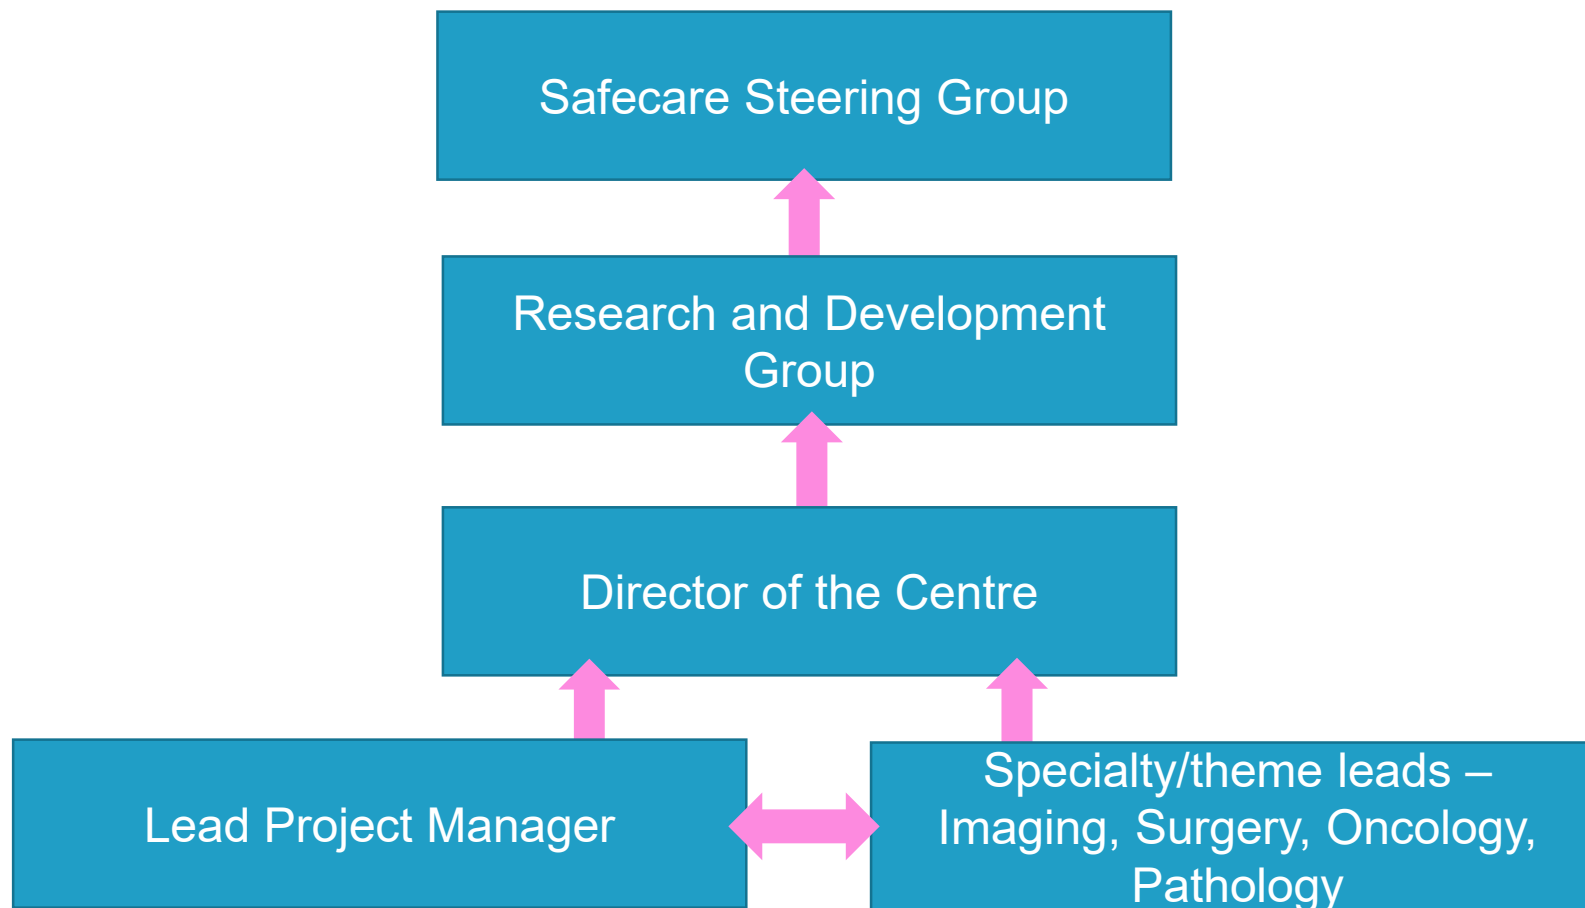 Safecare Steering Group
Research and Development
Group
Director of the Centre
Lead Project Manager
Specialty/theme leads –
Imaging, Surgery, Oncology,
Pathology